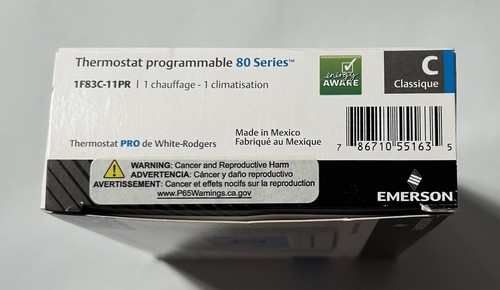 Thermostat programmable 80 Series™
1F83C-11PR | 1 chauffage - 1 climatisation
energy
AWARE
C
Classique
Thermostat PRO de White-Rodgers
Made in Mexico
Fabriqué au Mexique
7 86710 55163 5
WARNING: Cancer and Reproductive Harm
ADVERTENCIA: Cáncer y daño reproductivo
AVERTISSEMENT: Cancer et effets nocifs sur la reproduction
www.P65Warnings.ca.gov
EMERSON